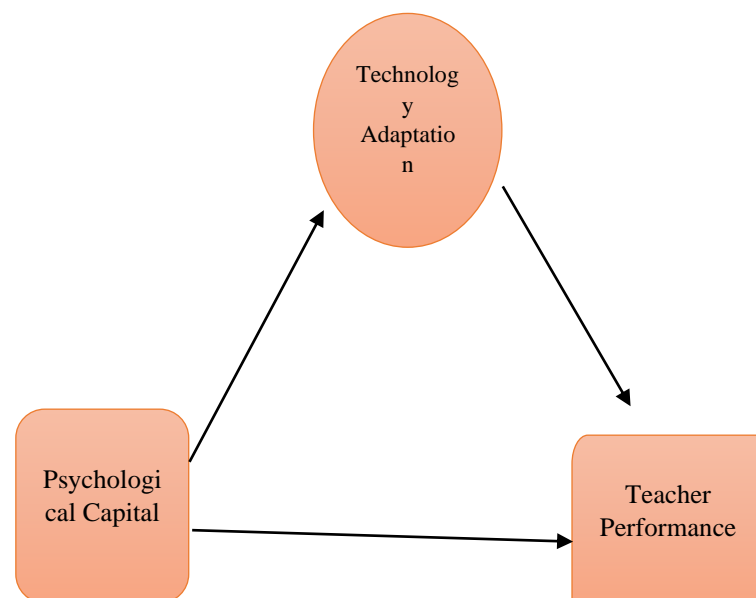 Technolog
y
Adaptatio
n
Psychologi
cal Capital
Teacher
Performance